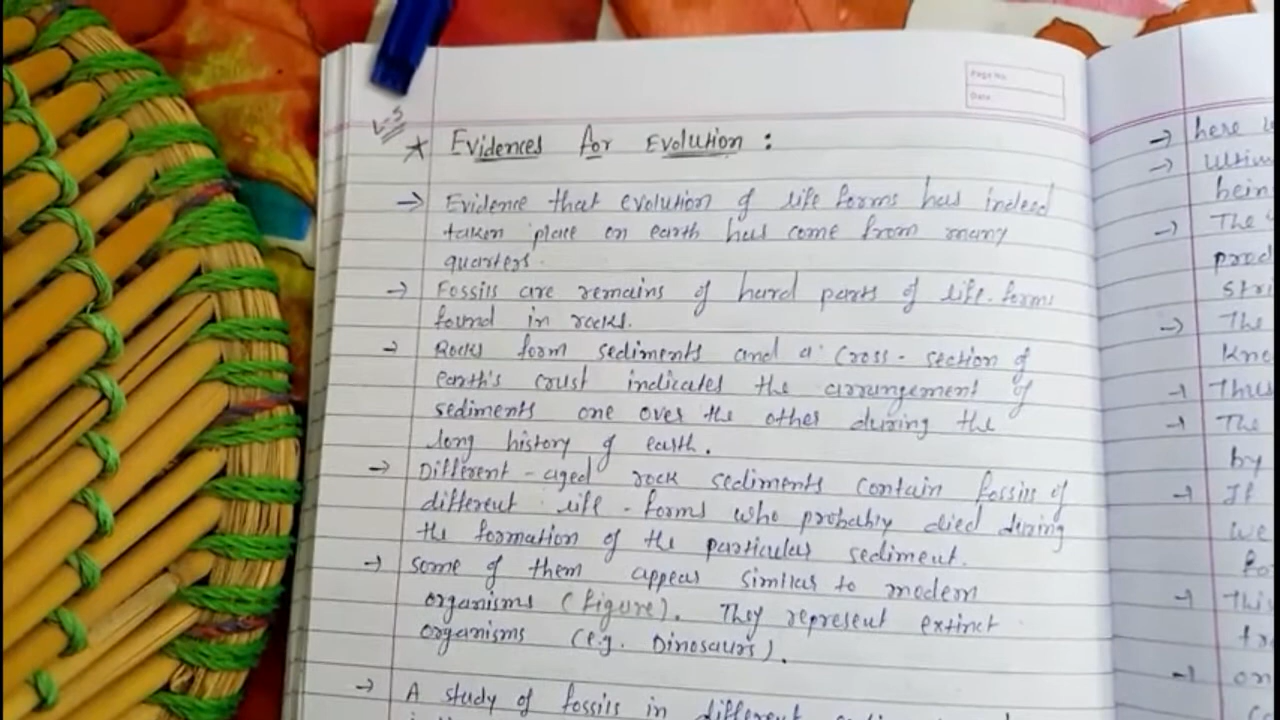 Page No.
Date
L-5
* Evidences for Evolution :
→ Evidence that evolution of life forms has indeed
taken place on earth has come from many
quarters.
→ Fossils are remains of hard parts of life-forms
found in rocks.
→ Rocks form sediments and a cross-section of
earth's crust indicates the arrangement of
sediments one over the other during the
long history of earth.
→ Different-aged rock sediments contain fossils of
different life-forms who probably died during
the formation of the particular sediment.
→ Some of them appear similar to modern
organisms (Figure). They represent extinct
organisms (e.g. Dinosaurs).
→ A study of fossils in different
→ here
→
bein
→ The
prod
stri
→ The
Kno
→ Thus
→ The
by
→ If
we
→ This
tr
→ on